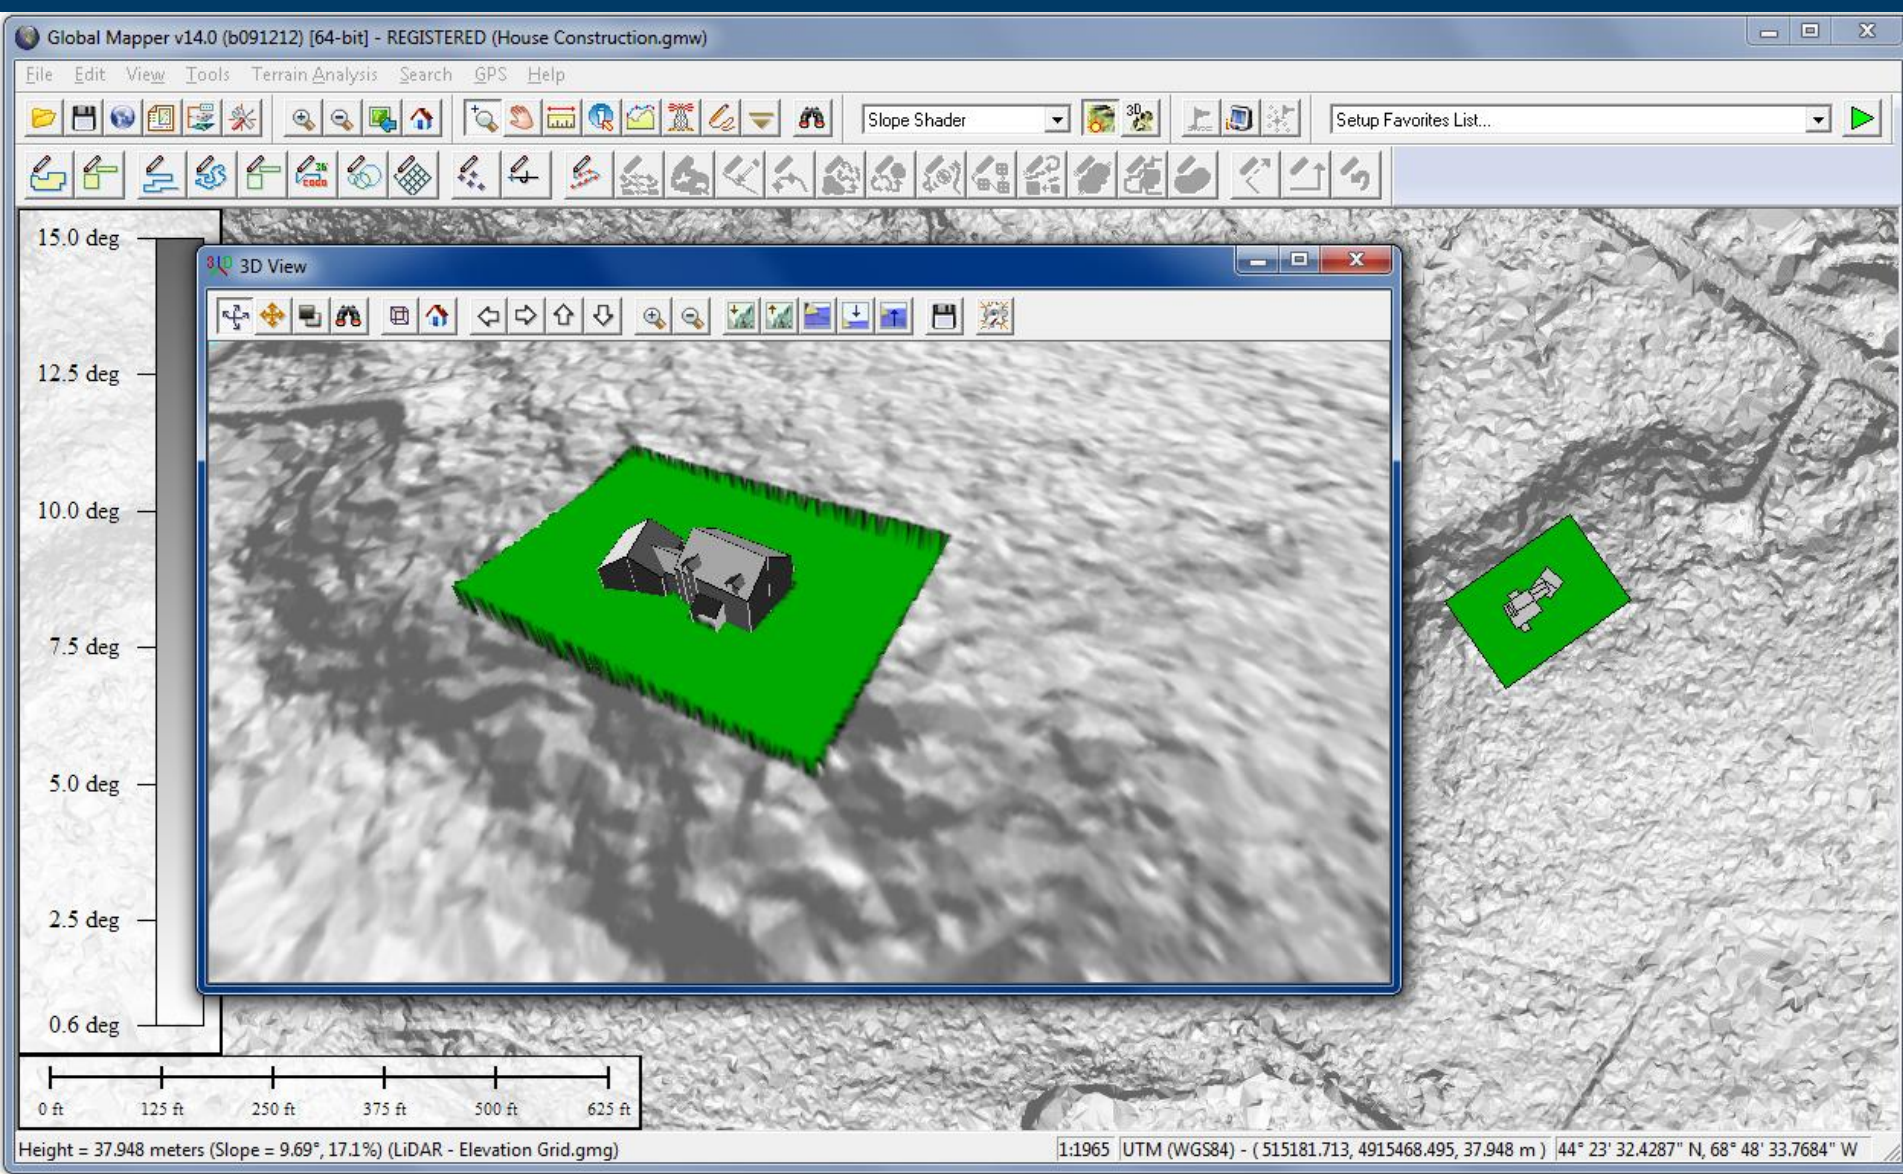 Global Mapper v14.0 (b091212) [64-bit] - REGISTERED (House Construction.gmw)
File Edit View Tools Terrain Analysis Search GPS Help
Slope Shader
3D
Setup Favorites List...
15.0 deg
3D View
12.5 deg
10.0 deg
7.5 deg
5.0 deg
2.5 deg
0.6 deg
0 ft 125 ft 250 ft 375 ft 500 ft 625 ft
Height = 37.948 meters (Slope = 9.69°, 17.1%) (LiDAR - Elevation Grid.gmg) 1:1965 UTM (WGS84) - ( 515181.713, 4915468.495, 37.948 m ) 44° 23' 32.4287" N, 68° 48' 33.7684" W